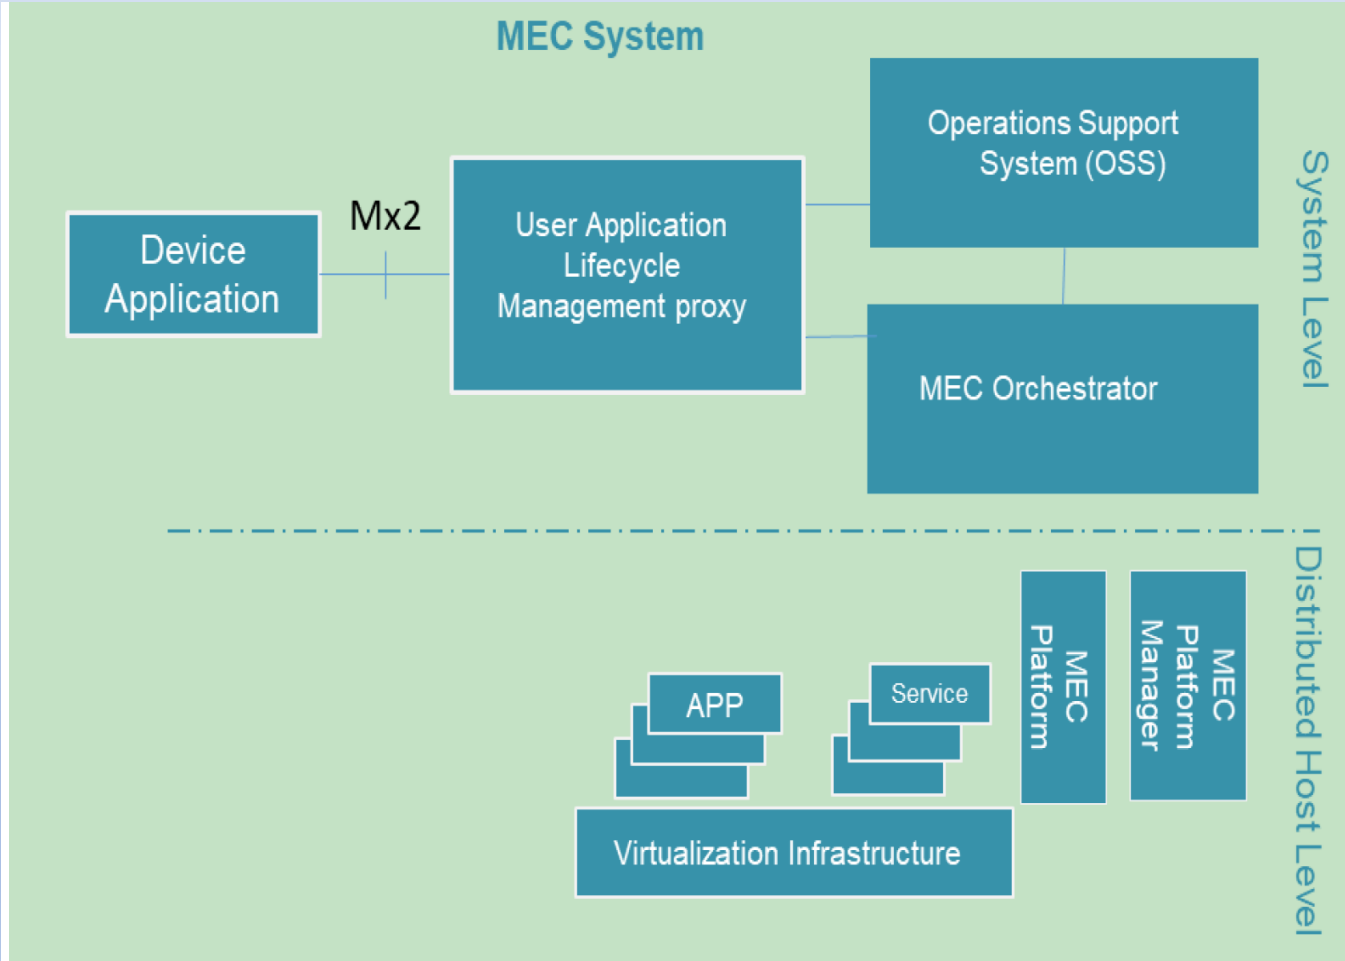 MEC System
Operations Support
System (OSS)
System Level
User Application
Lifecycle
Management proxy
Mx2
Device
Application
MEC Orchestrator
Distributed Host Level
MEC
Platform
MEC
Platform
Manager
APP
Service
Virtualization Infrastructure